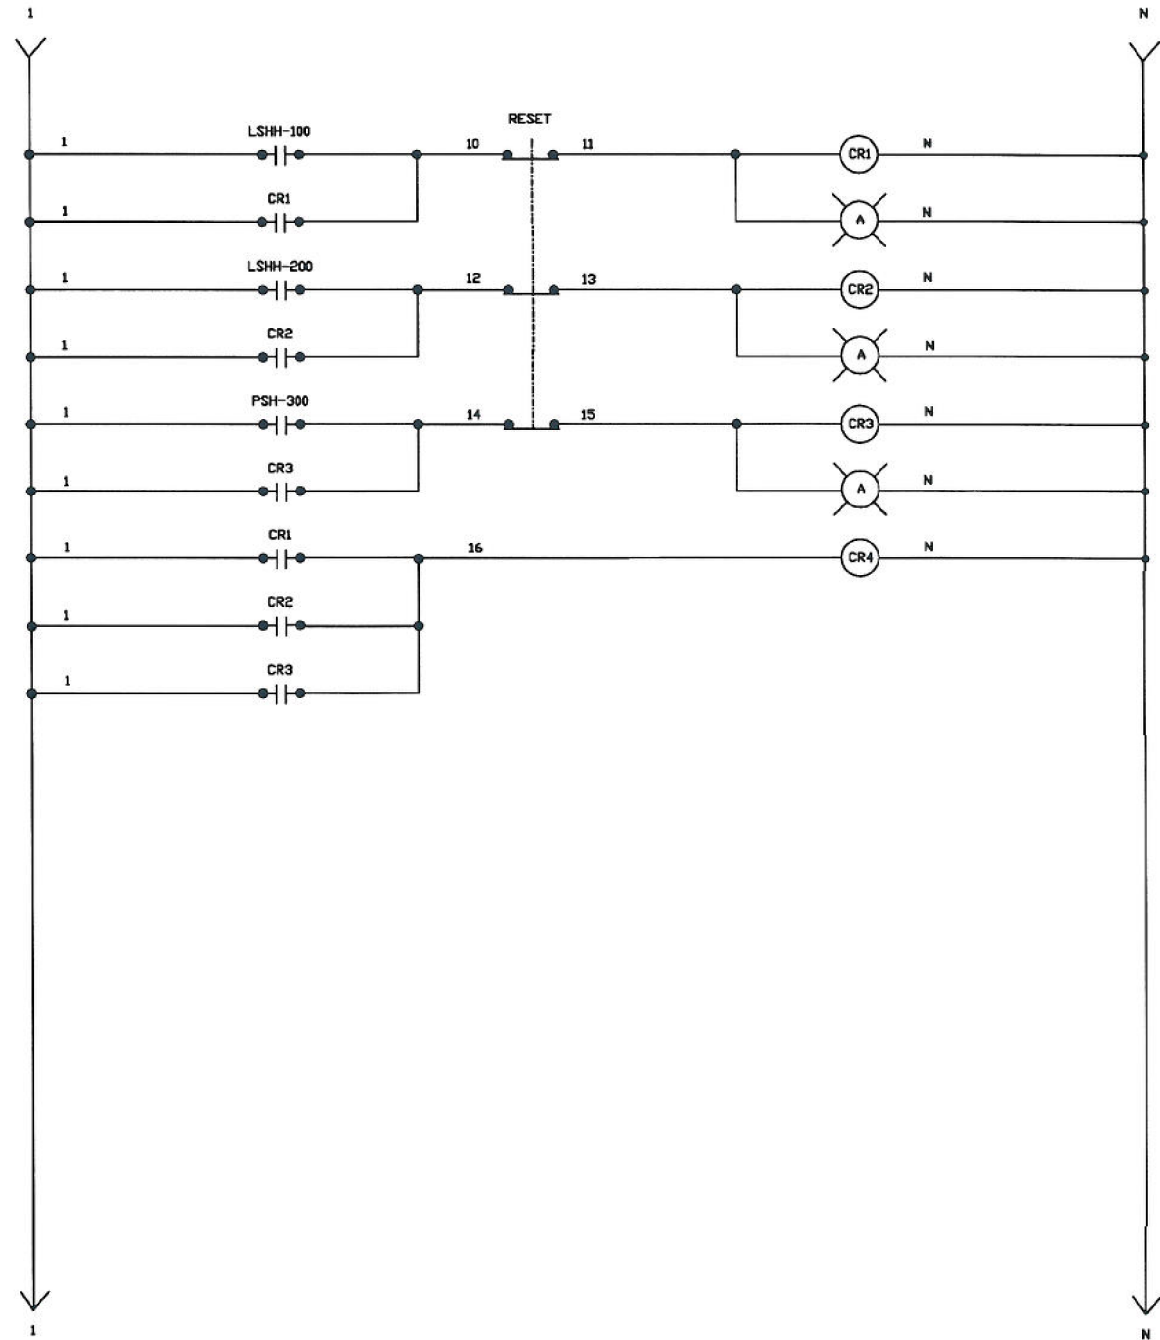 1 N
RESET
LSHH-100
1 10 11 CR1 N
CR1
1 A N
LSHH-200
1 12 13 CR2 N
CR2
1 A N
PSH-300
1 14 15 CR3 N
CR3
1 A N
CR1
1 16 CR4 N
CR2
1
CR3
1
1 N